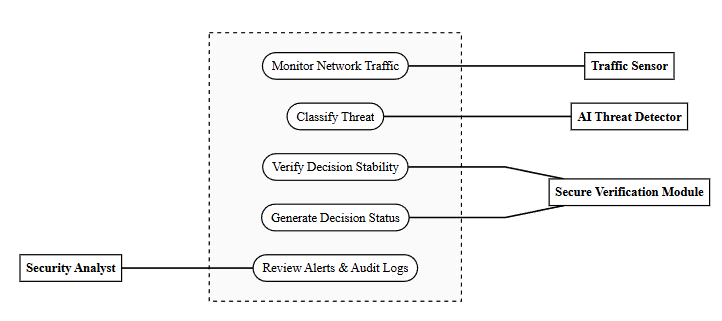 Monitor Network Traffic
Traffic Sensor
Classify Threat
AI Threat Detector
Verify Decision Stability
Secure Verification Module
Generate Decision Status
Security Analyst
Review Alerts & Audit Logs